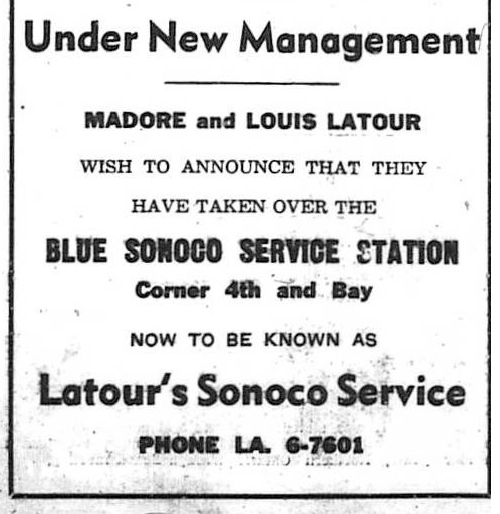 Under New Management
MADORE and LOUIS LATOUR
WISH TO ANNOUNCE THAT THEY
HAVE TAKEN OVER THE
BLUE SONOCO SERVICE STATION
Corner 4th and Bay
NOW TO BE KNOWN AS
Latour's Sonoco Service
PHONE LA. 6-7601